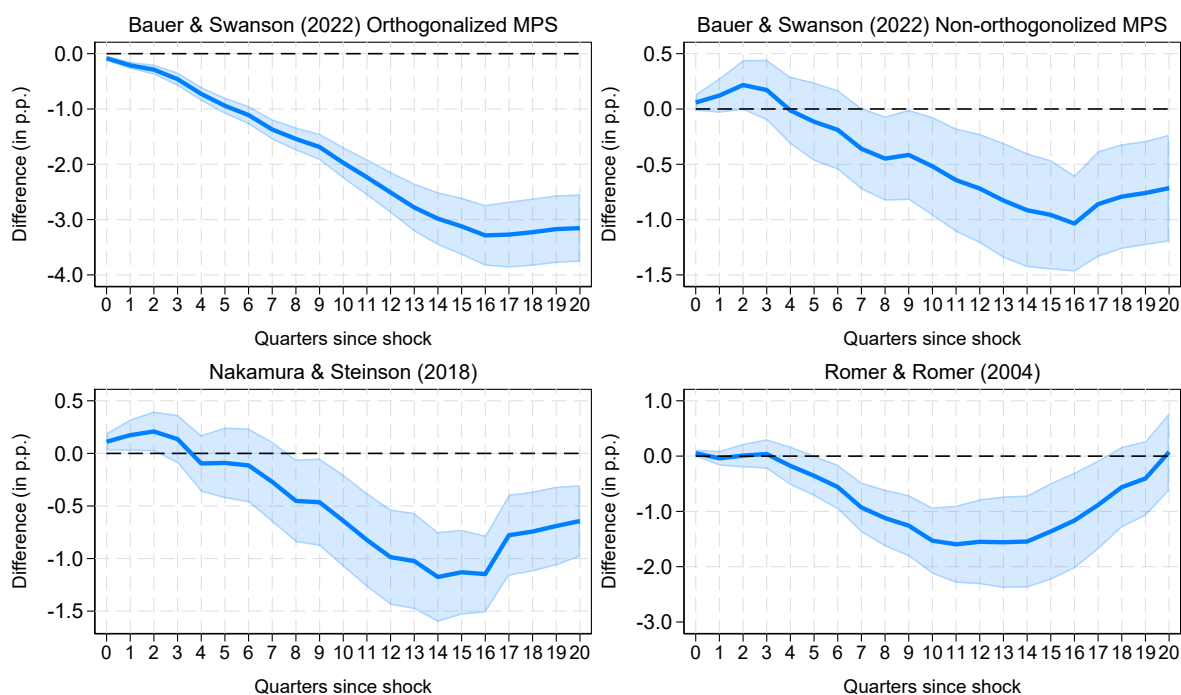 Bauer & Swanson (2022) Orthogonalized MPS
Difference (in p.p.)
0.0
-1.0
-2.0
-3.0
-4.0
0 1 2 3 4 5 6 7 8 9 10 11 12 13 14 15 16 17 18 19 20
Quarters since shock
Bauer & Swanson (2022) Non-orthogonolized MPS
Difference (in p.p.)
0.5
0.0
-0.5
-1.0
-1.5
0 1 2 3 4 5 6 7 8 9 10 11 12 13 14 15 16 17 18 19 20
Quarters since shock
Nakamura & Steinson (2018)
Difference (in p.p.)
0.5
0.0
-0.5
-1.0
-1.5
0 1 2 3 4 5 6 7 8 9 10 11 12 13 14 15 16 17 18 19 20
Quarters since shock
Romer & Romer (2004)
Difference (in p.p.)
1.0
0.0
-1.0
-2.0
-3.0
0 1 2 3 4 5 6 7 8 9 10 11 12 13 14 15 16 17 18 19 20
Quarters since shock